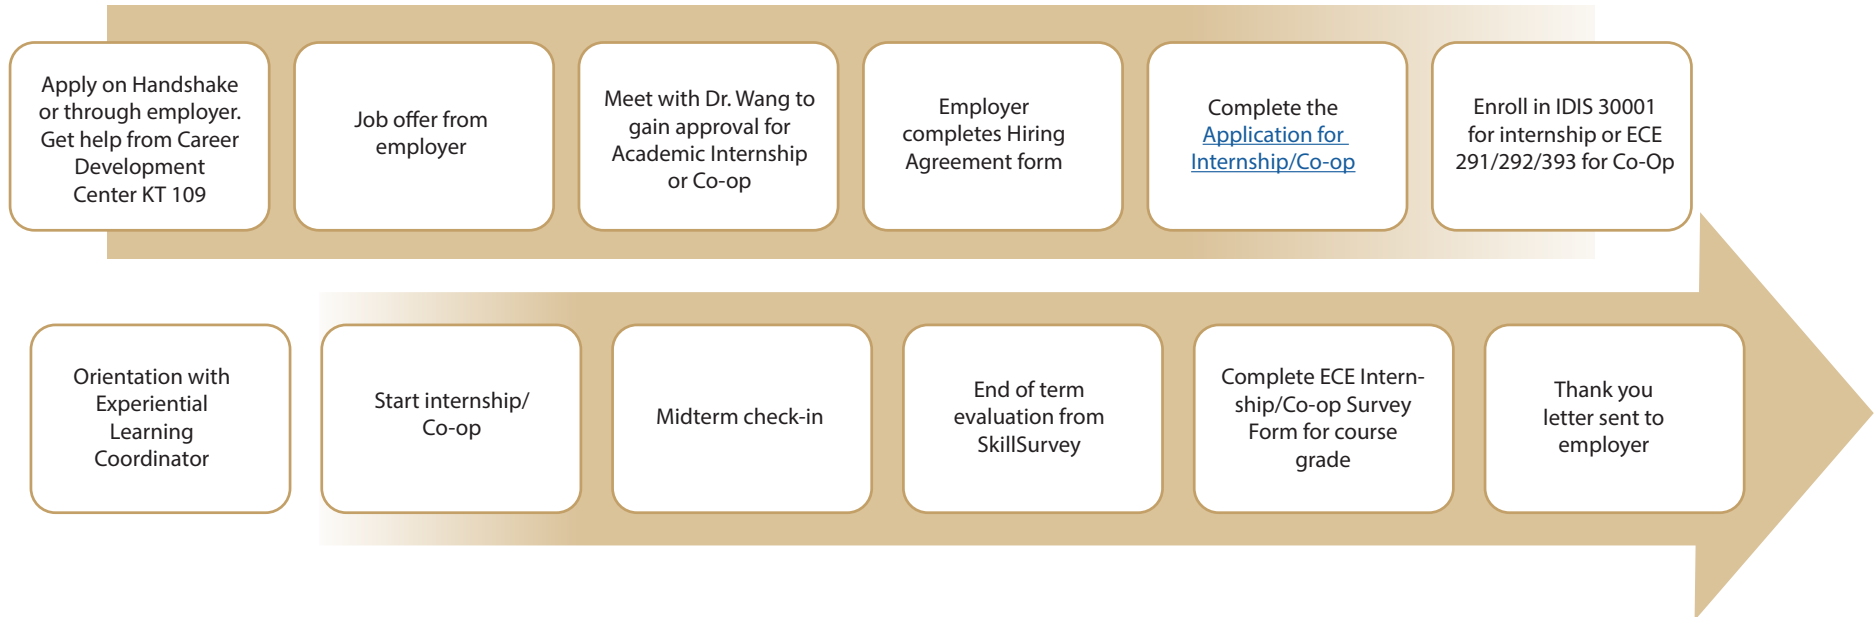 Apply on Handshake
or through employer.
Get help from Career
Development
Center KT 109
Job offer from
employer
Meet with Dr. Wang to
gain approval for
Academic Internship
or Co-op
Employer
completes Hiring
Agreement form
Complete the
Application for
Internship/Co-op
Enroll in IDIS 30001
for internship or ECE
291/292/393 for Co-Op
Orientation with
Experiential
Learning
Coordinator
Start internship/
Co-op
Midterm check-in
End of term
evaluation from
SkillSurvey
Complete ECE Intern-
ship/Co-op Survey
Form for course
grade
Thank you
letter sent to
employer